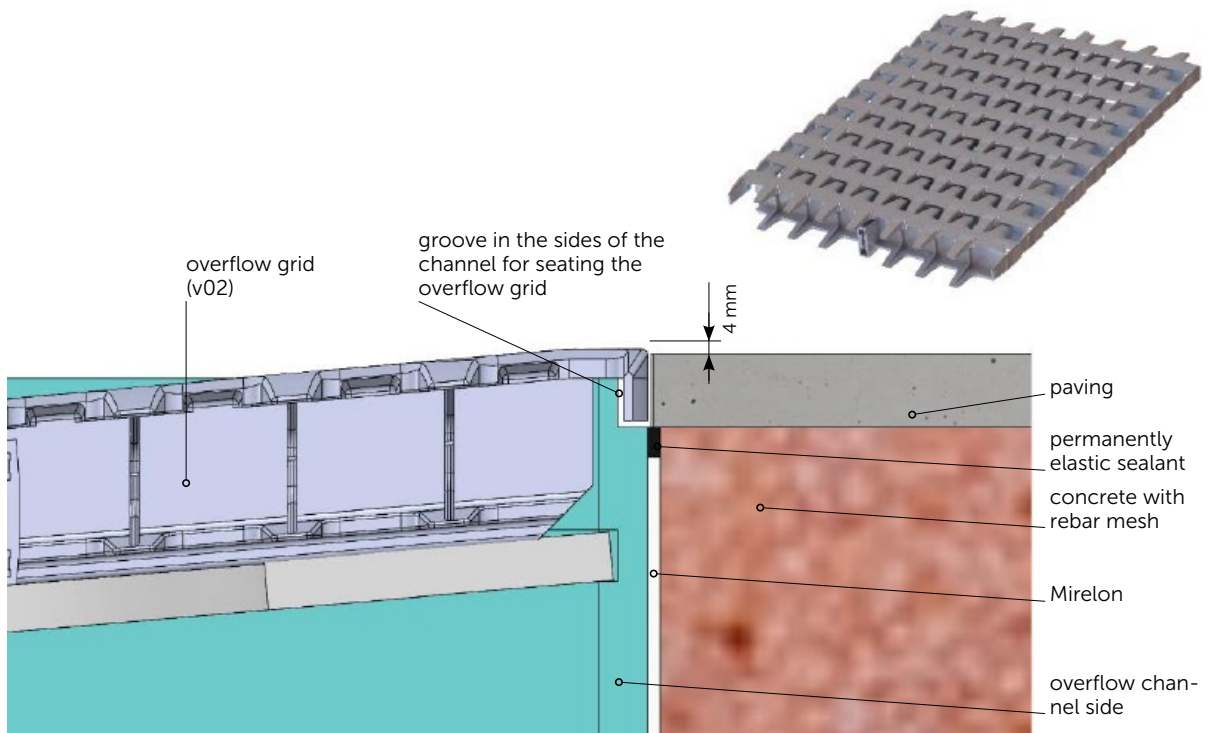 groove in the sides of the
channel for seating the
overflow grid
overflow grid
(v02)
4 mm
paving
permanently
elastic sealant
concrete with
rebar mesh
Mirelon
overflow chan-
nel side